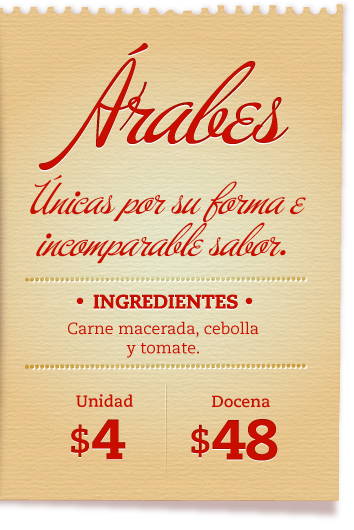 Árabes
Únicas por su forma e
incomparable sabor.
• INGREDIENTES •
Carne macerada, cebolla
y tomate.
Unidad
$4
Docena
$48